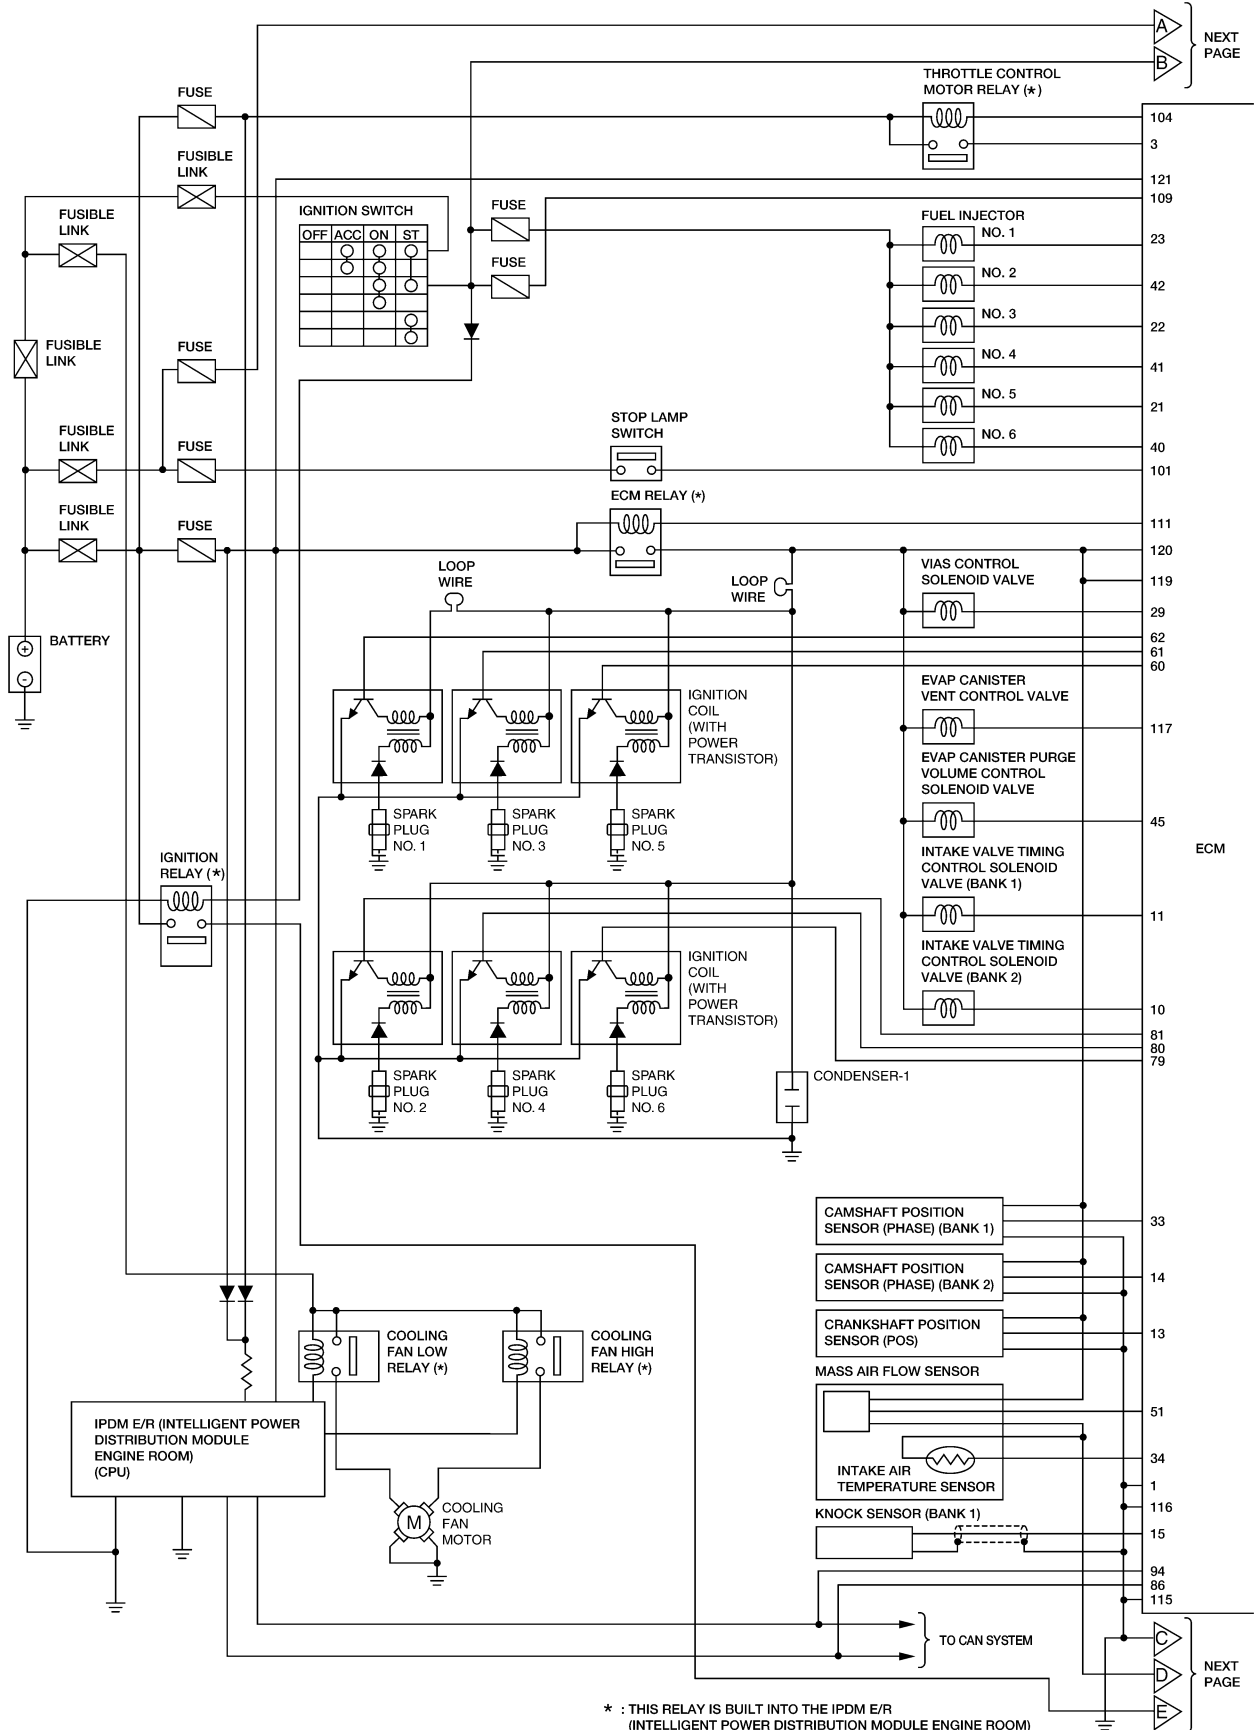 A
B
NEXT
PAGE
THROTTLE CONTROL
MOTOR RELAY (*)
FUSE
104
3
FUSIBLE
LINK
121
109
FUSIBLE
LINK
IGNITION SWITCH
OFF ACC ON ST
FUSE
FUSE
FUEL INJECTOR
NO. 1
23
NO. 2
42
NO. 3
22
NO. 4
41
NO. 5
21
NO. 6
40
FUSIBLE
LINK
FUSE
STOP LAMP
SWITCH
FUSIBLE
LINK
FUSE
101
ECM RELAY (*)
FUSIBLE
LINK
FUSE
111
120
LOOP
WIRE
LOOP
WIRE
VIAS CONTROL
SOLENOID VALVE
119
29
62
61
60
BATTERY
+
-
IGNITION
COIL
(WITH
POWER
TRANSISTOR)
EVAP CANISTER
VENT CONTROL VALVE
117
EVAP CANISTER PURGE
VOLUME CONTROL
SOLENOID VALVE
45
SPARK
PLUG
NO. 1
SPARK
PLUG
NO. 3
SPARK
PLUG
NO. 5
ECM
IGNITION
RELAY (*)
INTAKE VALVE TIMING
CONTROL SOLENOID
VALVE (BANK 1)
11
INTAKE VALVE TIMING
CONTROL SOLENOID
VALVE (BANK 2)
10
IGNITION
COIL
(WITH
POWER
TRANSISTOR)
81
80
79
SPARK
PLUG
NO. 2
SPARK
PLUG
NO. 4
SPARK
PLUG
NO. 6
CONDENSER-1
CAMSHAFT POSITION
SENSOR (PHASE) (BANK 1)
33
CAMSHAFT POSITION
SENSOR (PHASE) (BANK 2)
14
CRANKSHAFT POSITION
SENSOR (POS)
13
COOLING
FAN LOW
RELAY (*)
COOLING
FAN HIGH
RELAY (*)
MASS AIR FLOW SENSOR
51
34
INTAKE AIR
TEMPERATURE SENSOR
1
116
IPDM E/R (INTELLIGENT POWER
DISTRIBUTION MODULE
ENGINE ROOM)
(CPU)
M
COOLING
FAN
MOTOR
KNOCK SENSOR (BANK 1)
15
94
86
115
TO CAN SYSTEM
C
D
E
NEXT
PAGE
* : THIS RELAY IS BUILT INTO THE IPDM E/R
(INTELLIGENT POWER DISTRIBUTION MODULE ENGINE ROOM)